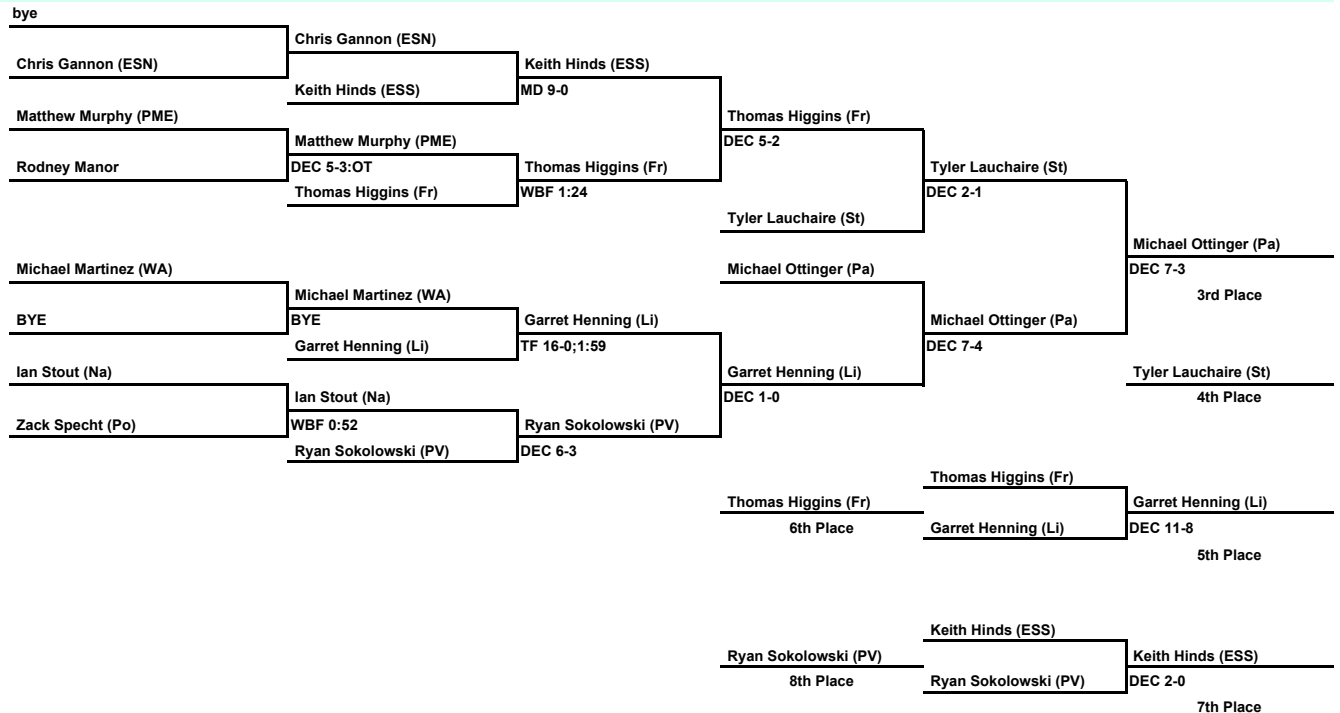 bye
Chris Gannon (ESN)
Chris Gannon (ESN)
Keith Hinds (ESS)
Keith Hinds (ESS)
MD 9-0
Matthew Murphy (PME)
Thomas Higgins (Fr)
Matthew Murphy (PME)
DEC 5-2
Rodney Manor
DEC 5-3:OT
Thomas Higgins (Fr)
Tyler Lauchaire (St)
Thomas Higgins (Fr)
WBF 1:24
DEC 2-1
Tyler Lauchaire (St)
Michael Ottinger (Pa)
Michael Martinez (WA)
Michael Ottinger (Pa)
DEC 7-3
Michael Martinez (WA)
3rd Place
BYE
BYE
Garret Henning (Li)
Michael Ottinger (Pa)
Garret Henning (Li)
TF 16-0;1:59
DEC 7-4
Ian Stout (Na)
Garret Henning (Li)
Tyler Lauchaire (St)
Ian Stout (Na)
DEC 1-0
4th Place
Zack Specht (Po)
WBF 0:52
Ryan Sokolowski (PV)
Ryan Sokolowski (PV)
DEC 6-3
Thomas Higgins (Fr)
Thomas Higgins (Fr)
Garret Henning (Li)
6th Place
Garret Henning (Li)
DEC 11-8
5th Place
Keith Hinds (ESS)
Ryan Sokolowski (PV)
Keith Hinds (ESS)
8th Place
Ryan Sokolowski (PV)
DEC 2-0
7th Place